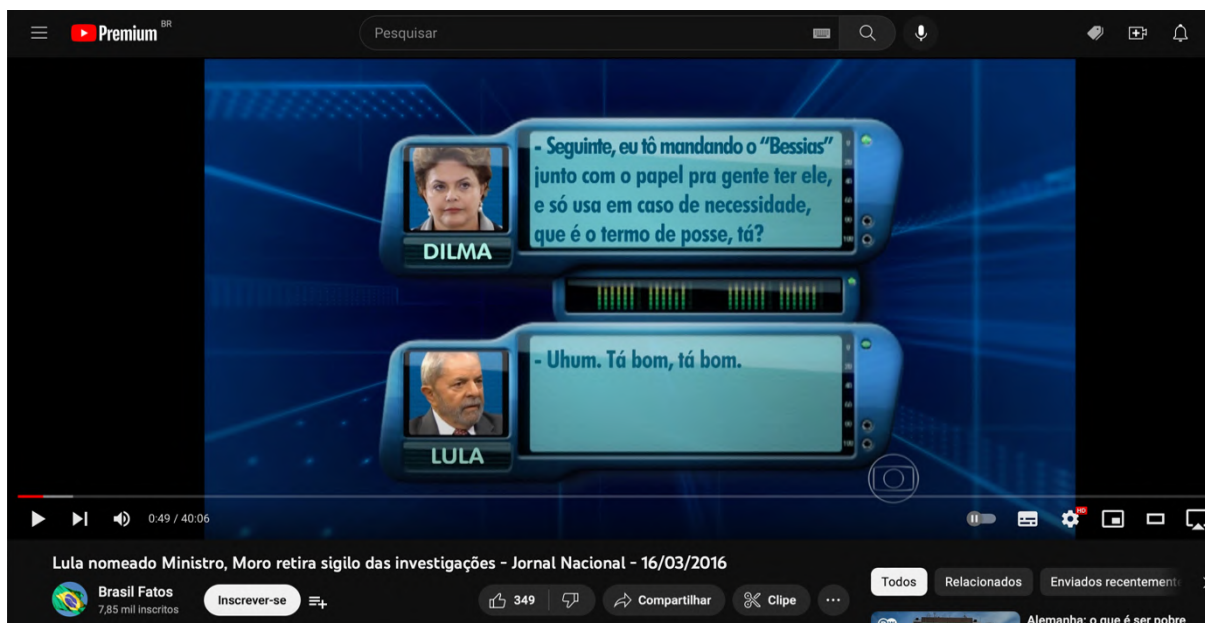 Premium BR
Pesquisar
- Seguinte, eu tô mandando o “Bessias”
junto com o papel pra gente ter ele,
e só usa em caso de necessidade,
que é o termo de posse, tá?
DILMA
- Uhum. Tá bom, tá bom.
LULA
0:49 / 40:06
HD
Lula nomeado Ministro, Moro retira sigilo das investigações - Jornal Nacional - 16/03/2016
Brasil Fatos
7,85 mil inscritos
Inscrever-se
349
Compartilhar
Clipe
Todos
Relacionados
Enviados recentemente
Alemanha: o que é ser pobre